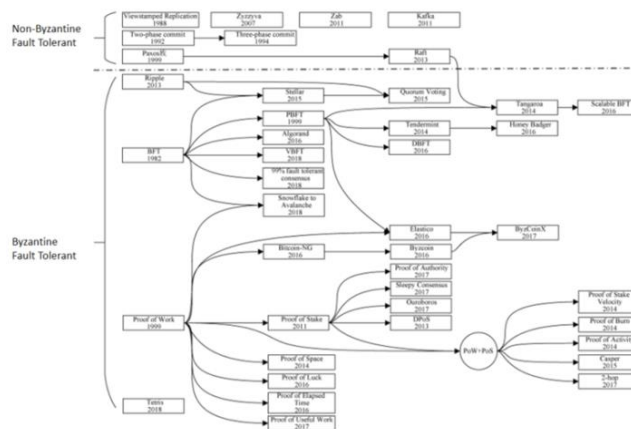 Non-Byzantine
Fault Tolerant
Viewstamped Replication
1988
Zyzzyva
2007
Zab
2011
Kafka
2011
Two-phase commit
1992
Three-phase commit
1994
1999
Raft
2013
Ripple
2013
Stellar
2015
Quorum Voting
2015
Tangaroa
2014
Scalable BFT
2016
PBFT
1999
Tendermint
2014
Honey Badger
2016
Algorand
2016
DBFT
2016
BFT
1982
VBFT
2018
99% fault tolerant
consensus
2018
Snowflake to
Avalanche
2018
Byzantine
Fault Tolerant
Elastico
2016
ByzCoinX
2017
Bitcoin-NG
2016
Byzcoin
2016
Proof of Authority
2017
Sleepy Consensus
2017
Ouroboros
2017
Proof of Work
1999
Proof of Stake
2011
DPoS
2013
PoW+PoS
Proof of Stake
Velocity
2014
Proof of Burn
2014
Proof of Activity
2014
Casper
2015
2-hop
2017
Proof of Space
2014
Proof of Luck
2016
Proof of Elapsed
Time
2016
Proof of Useful Work
2017
Tetris
2018